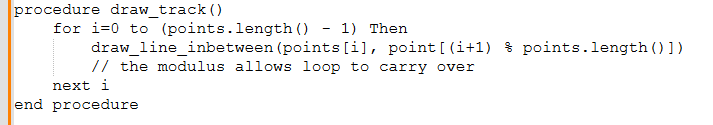 procedure draw_track()
    for i=0 to (points.length() - 1) Then
        draw_line_inbetween(points[i], point[(i+1) % points.length()])
        // the modulus allows loop to carry over
    next i
end procedure